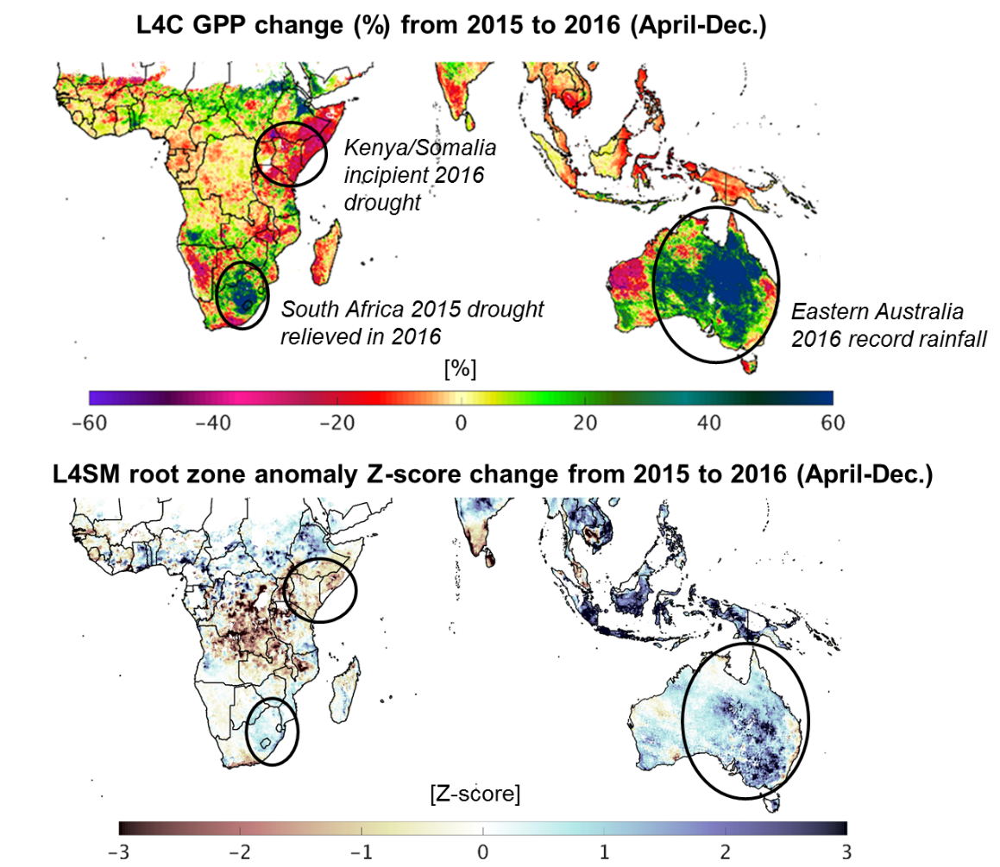 L4C GPP change (%) from 2015 to 2016 (April-Dec.)
Kenya/Somalia
incipient 2016
drought
South Africa 2015 drought
relieved in 2016
Eastern Australia
2016 record rainfall
[%]
−60 −40 −20 0 20 40 60
L4SM root zone anomaly Z-score change from 2015 to 2016 (April-Dec.)
[Z-score]
−3 −2 −1 0 1 2 3